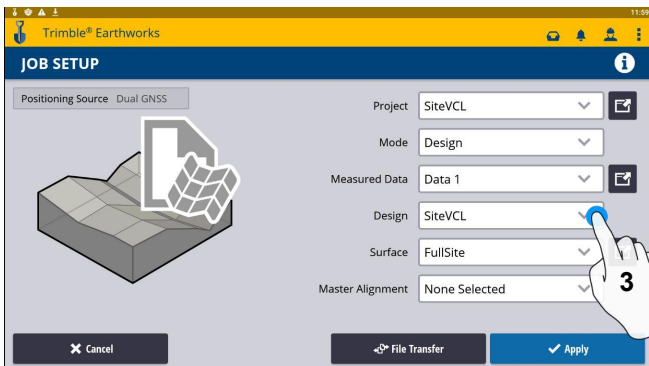 11:59
Trimble® Earthworks
JOB SETUP
Positioning Source Dual GNSS
Project SiteVCL
Mode Design
Measured Data Data 1
Design SiteVCL
Surface FullSite
3
Master Alignment None Selected
Cancel
File Transfer
Apply